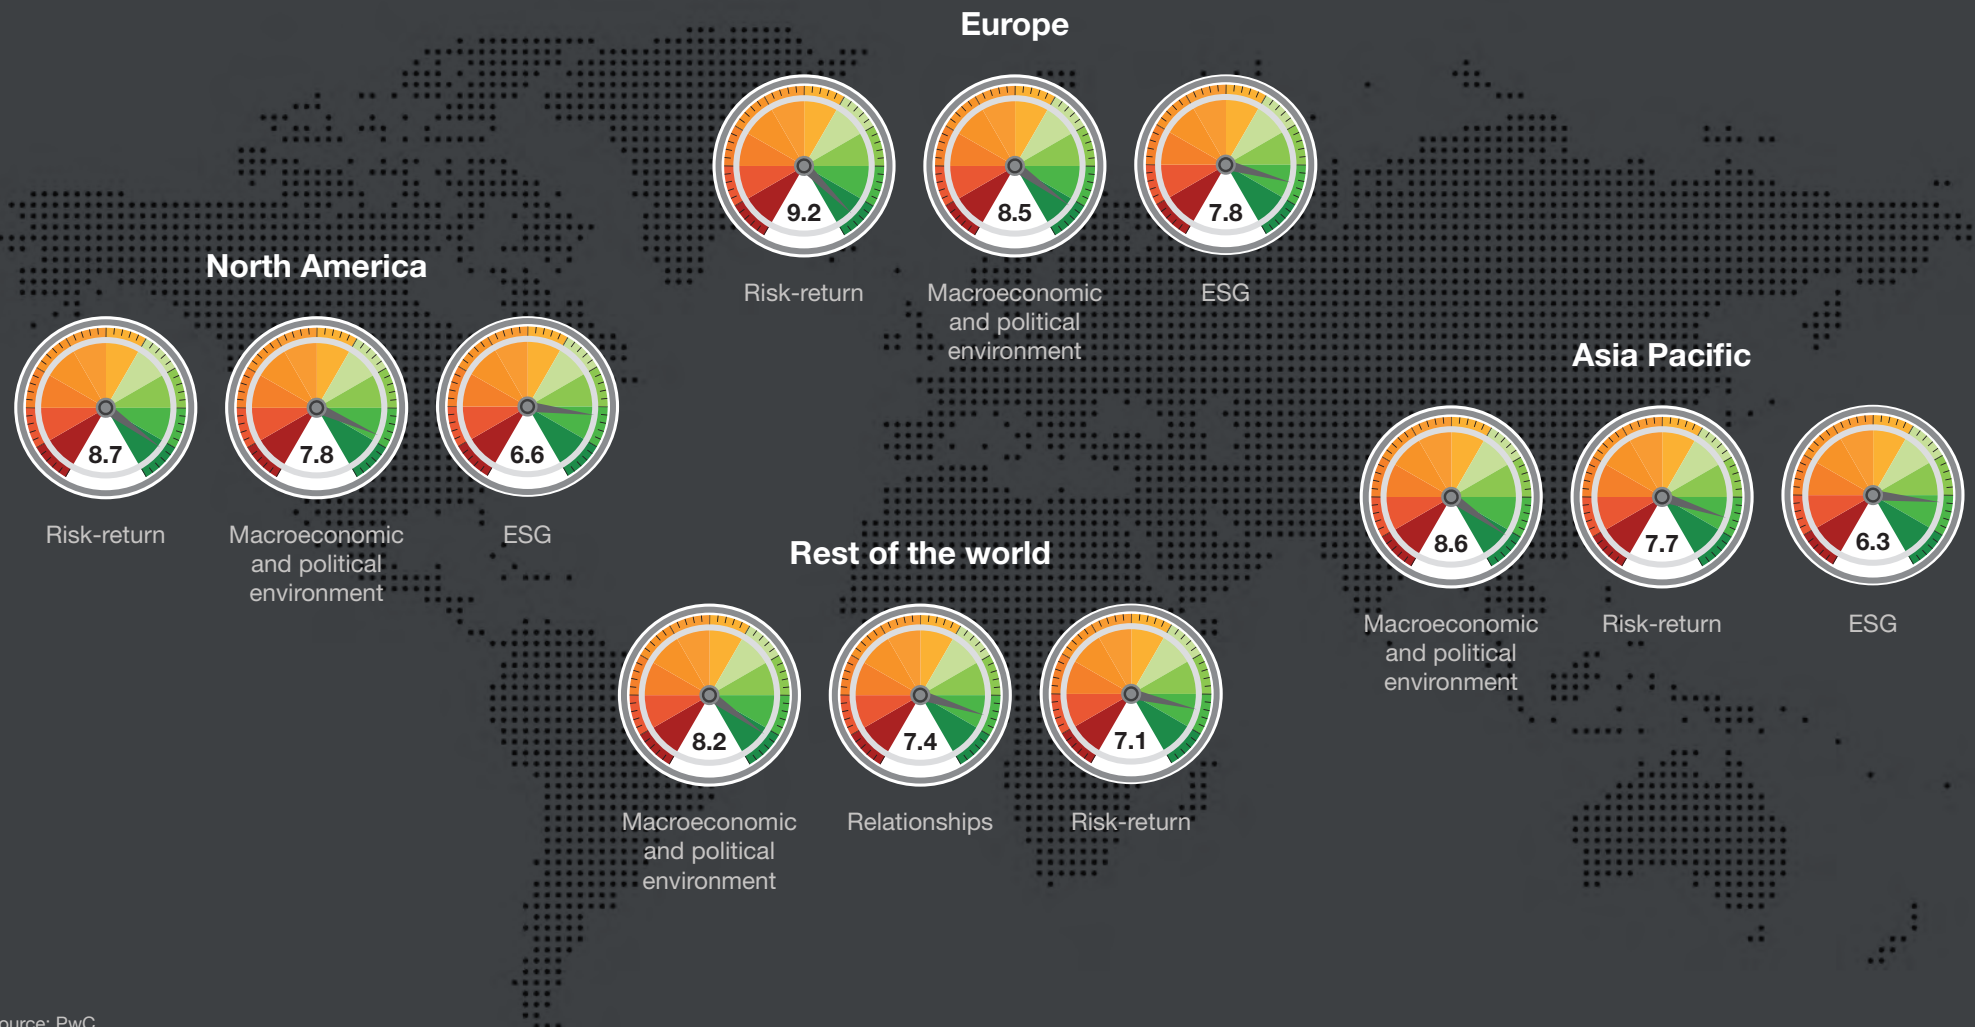 Europe
9.2
8.5
7.8
Risk-return
Macroeconomic
and political
environment
ESG
North America
8.7
7.8
6.6
Risk-return
Macroeconomic
and political
environment
ESG
Asia Pacific
8.6
7.7
6.3
Macroeconomic
and political
environment
Risk-return
ESG
Rest of the world
8.2
7.4
7.1
Macroeconomic
and political
environment
Relationships
Risk-return
ource: PwC